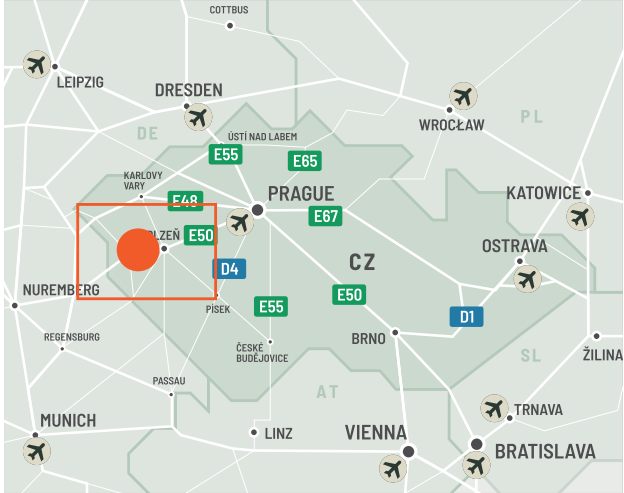 COTTBUS
LEIPZIG
DRESDEN
DE
ÚSTÍ NAD LABEM
WROCŁAW
PL
E55
E65
KARLOVY
VARY
E48
PRAGUE
E67
KATOWICE
LZEŇ
E50
D4
CZ
OSTRAVA
NUREMBERG
PÍSEK
E55
E50
D1
BRNO
REGENSBURG
ČESKÉ
BUDĚJOVICE
SL
ŽILINA
PASSAU
AT
MUNICH
LINZ
VIENNA
TRNAVA
BRATISLAVA